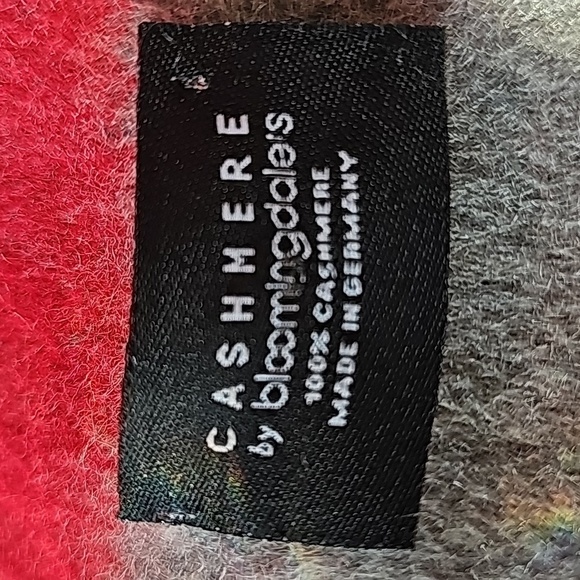 CASHMERE
by bloomingdale's
100% CASHMERE
MADE IN GERMANY